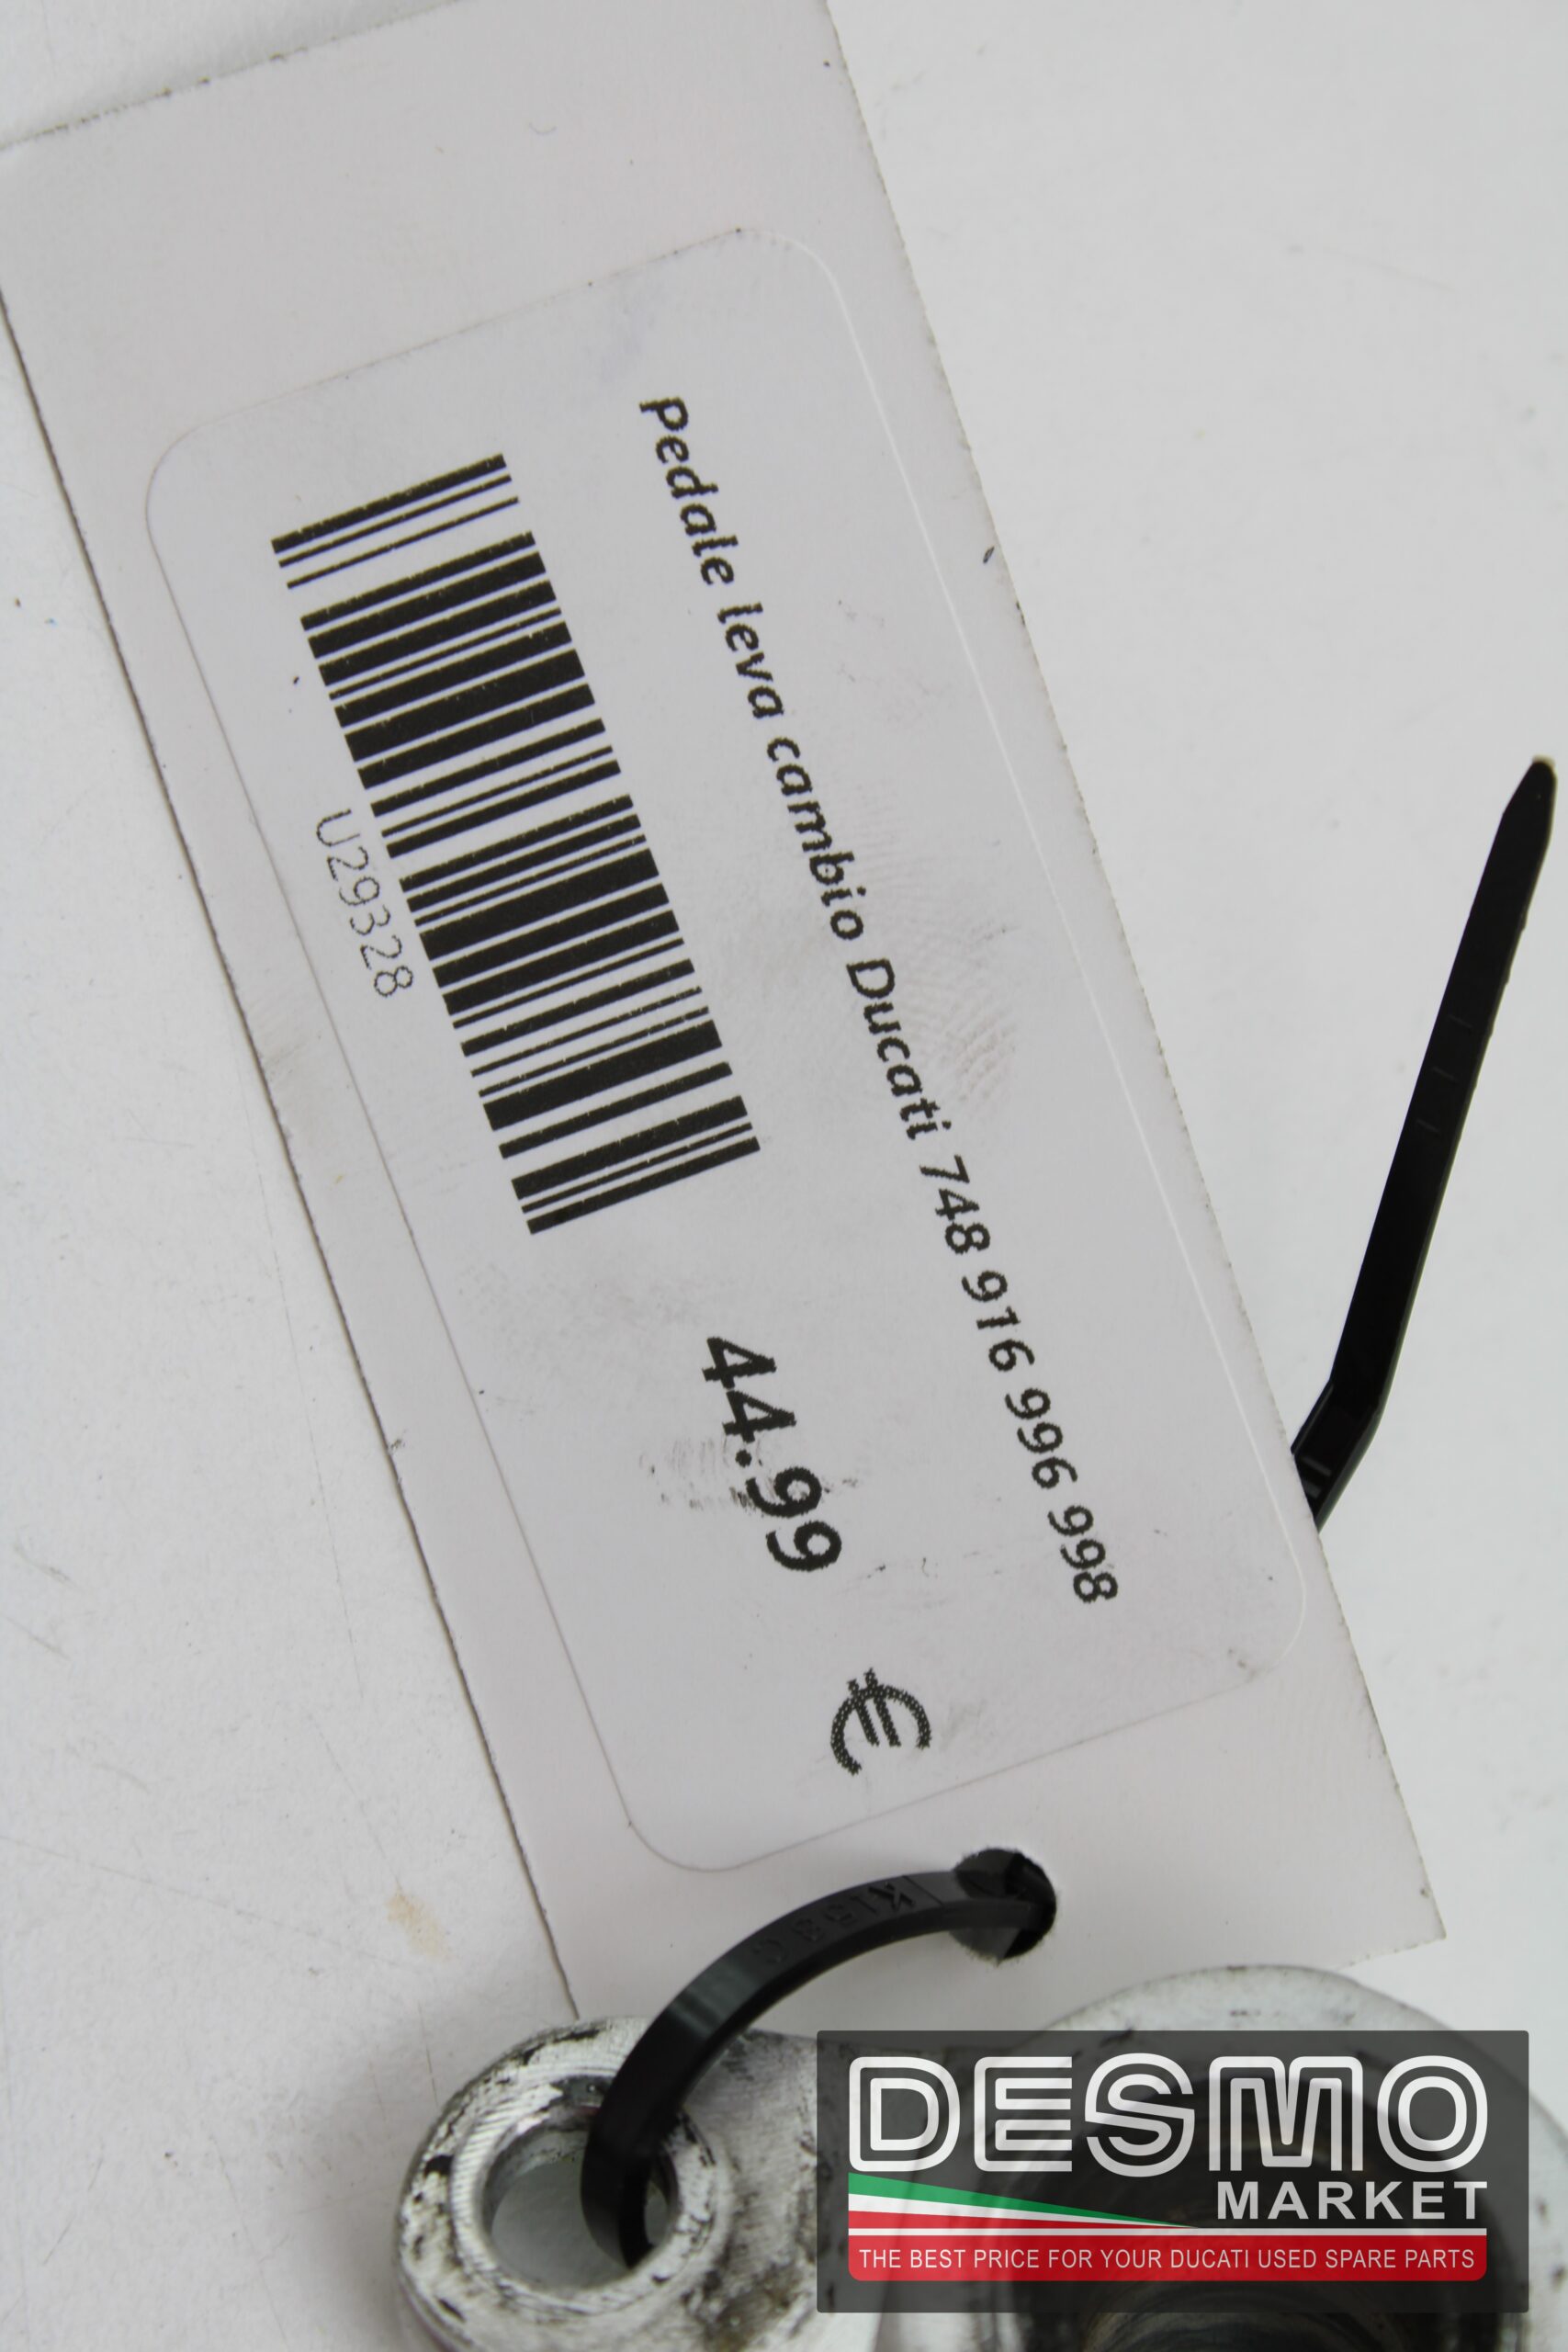 Pedale leva cambio Ducati 748 916 996 998
U29328
44.99 €
DESMO
MARKET
THE BEST PRICE FOR YOUR DUCATI USED SPARE PARTS